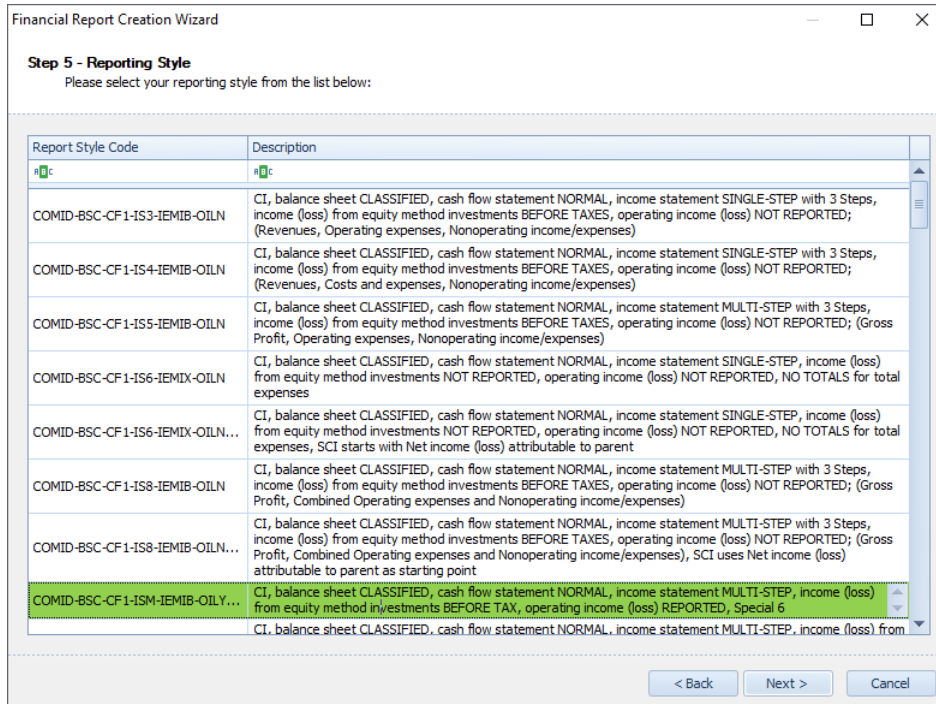 Financial Report Creation Wizard
Step 5 - Reporting Style
Please select your reporting style from the list below:
Report Style Code Description
ABC ABC
COMID-BSC-CF1-IS3-IEMIB-OILN
CI, balance sheet CLASSIFIED, cash flow statement NORMAL, income statement SINGLE-STEP with 3 Steps,
income (loss) from equity method investments BEFORE TAXES, operating income (loss) NOT REPORTED;
(Revenues, Operating expenses, Nonoperating income/expenses)
COMID-BSC-CF1-IS4-IEMIB-OILN
CI, balance sheet CLASSIFIED, cash flow statement NORMAL, income statement SINGLE-STEP with 3 Steps,
income (loss) from equity method investments BEFORE TAXES, operating income (loss) NOT REPORTED;
(Revenues, Costs and expenses, Nonoperating income/expenses)
COMID-BSC-CF1-IS5-IEMIB-OILN
CI, balance sheet CLASSIFIED, cash flow statement NORMAL, income statement MULTI-STEP with 3 Steps,
income (loss) from equity method investments BEFORE TAXES, operating income (loss) NOT REPORTED; (Gross
Profit, Operating expenses, Nonoperating income/expenses)
COMID-BSC-CF1-IS6-IEMIX-OILN
CI, balance sheet CLASSIFIED, cash flow statement NORMAL, income statement SINGLE-STEP, income (loss)
from equity method investments NOT REPORTED, operating income (loss) NOT REPORTED, NO TOTALS for total
expenses
COMID-BSC-CF1-IS6-IEMIX-OILN...
CI, balance sheet CLASSIFIED, cash flow statement NORMAL, income statement SINGLE-STEP, income (loss)
from equity method investments NOT REPORTED, operating income (loss) NOT REPORTED, NO TOTALS for total
expenses, SCI starts with Net income (loss) attributable to parent
COMID-BSC-CF1-IS8-IEMIB-OILN
CI, balance sheet CLASSIFIED, cash flow statement NORMAL, income statement MULTI-STEP with 3 Steps,
income (loss) from equity method investments BEFORE TAXES, operating income (loss) NOT REPORTED; (Gross
Profit, Combined Operating expenses and Nonoperating income/expenses)
COMID-BSC-CF1-IS8-IEMIB-OILN...
CI, balance sheet CLASSIFIED, cash flow statement NORMAL, income statement MULTI-STEP with 3 Steps,
income (loss) from equity method investments BEFORE TAXES, operating income (loss) NOT REPORTED; (Gross
Profit, Combined Operating expenses and Nonoperating income/expenses), SCI uses Net income (loss)
attributable to parent as starting point
COMID-BSC-CF1-ISM-IEMIB-OILY...
CI, balance sheet CLASSIFIED, cash flow statement NORMAL, income statement MULTI-STEP, income (loss)
from equity method investments BEFORE TAX, operating income (loss) REPORTED, Special 6
CI, balance sheet CLASSIFIED, cash flow statement NORMAL, income statement MULTI-STEP, income (loss) from
< Back Next > Cancel